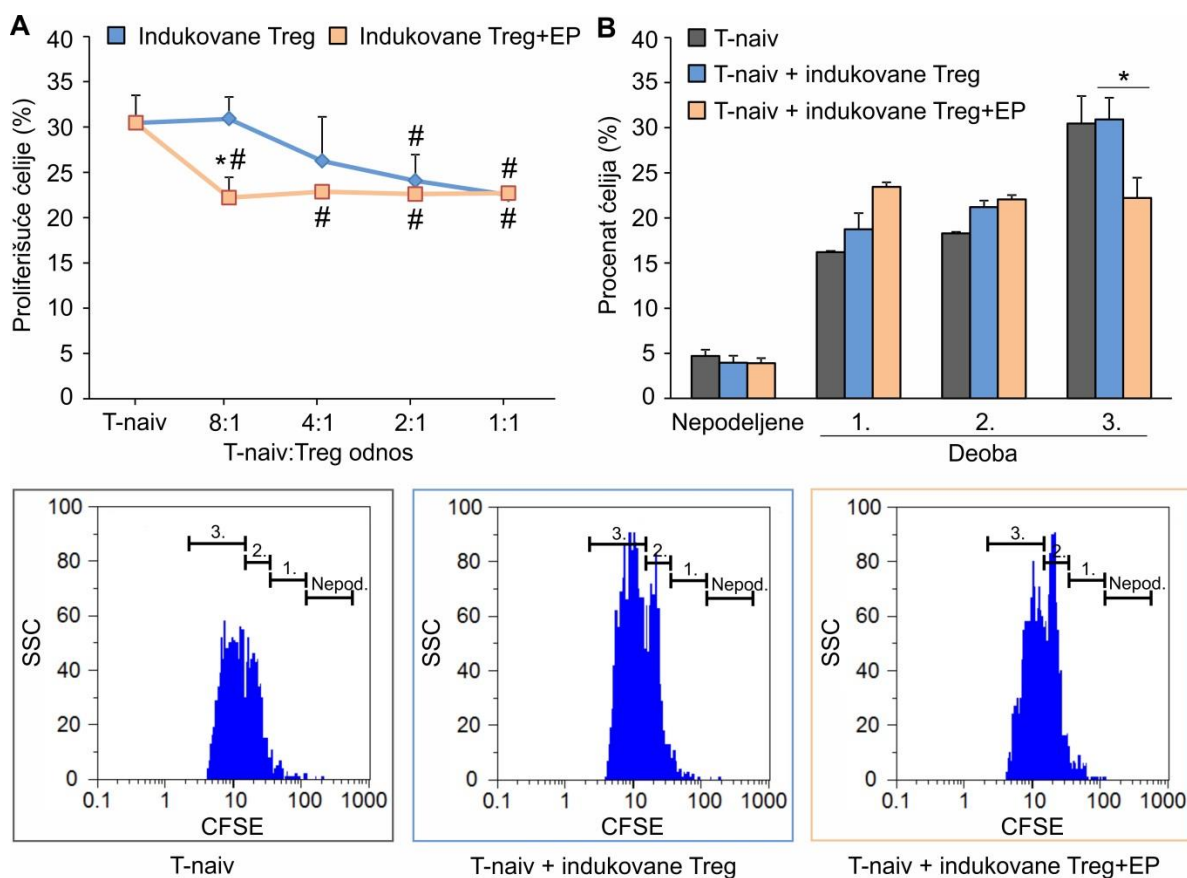 A
Indukovane Treg
Indukovane Treg+EP
Proliferišuće ćelije (%)
40
35
30
25
20
15
10
5
0
*#
#
#
#
#
#
T-naiv
8:1
4:1
2:1
1:1
T-naiv:Treg odnos
B
T-naiv
T-naiv + indukovane Treg
T-naiv + indukovane Treg+EP
*
Procenat ćelija (%)
40
35
30
25
20
15
10
5
0
Nepodeljene
1.
2.
3.
Deoba
SSC
100
80
60
40
20
0
3.
2.
1.
Nepod.
0.1
1
10
100
1000
CFSE
T-naiv
SSC
100
80
60
40
20
0
3.
2.
1.
Nepod.
0.1
1
10
100
1000
CFSE
T-naiv + indukovane Treg
SSC
100
80
60
40
20
0
3.
2.
1.
Nepod.
0.1
1
10
100
1000
CFSE
T-naiv + indukovane Treg+EP